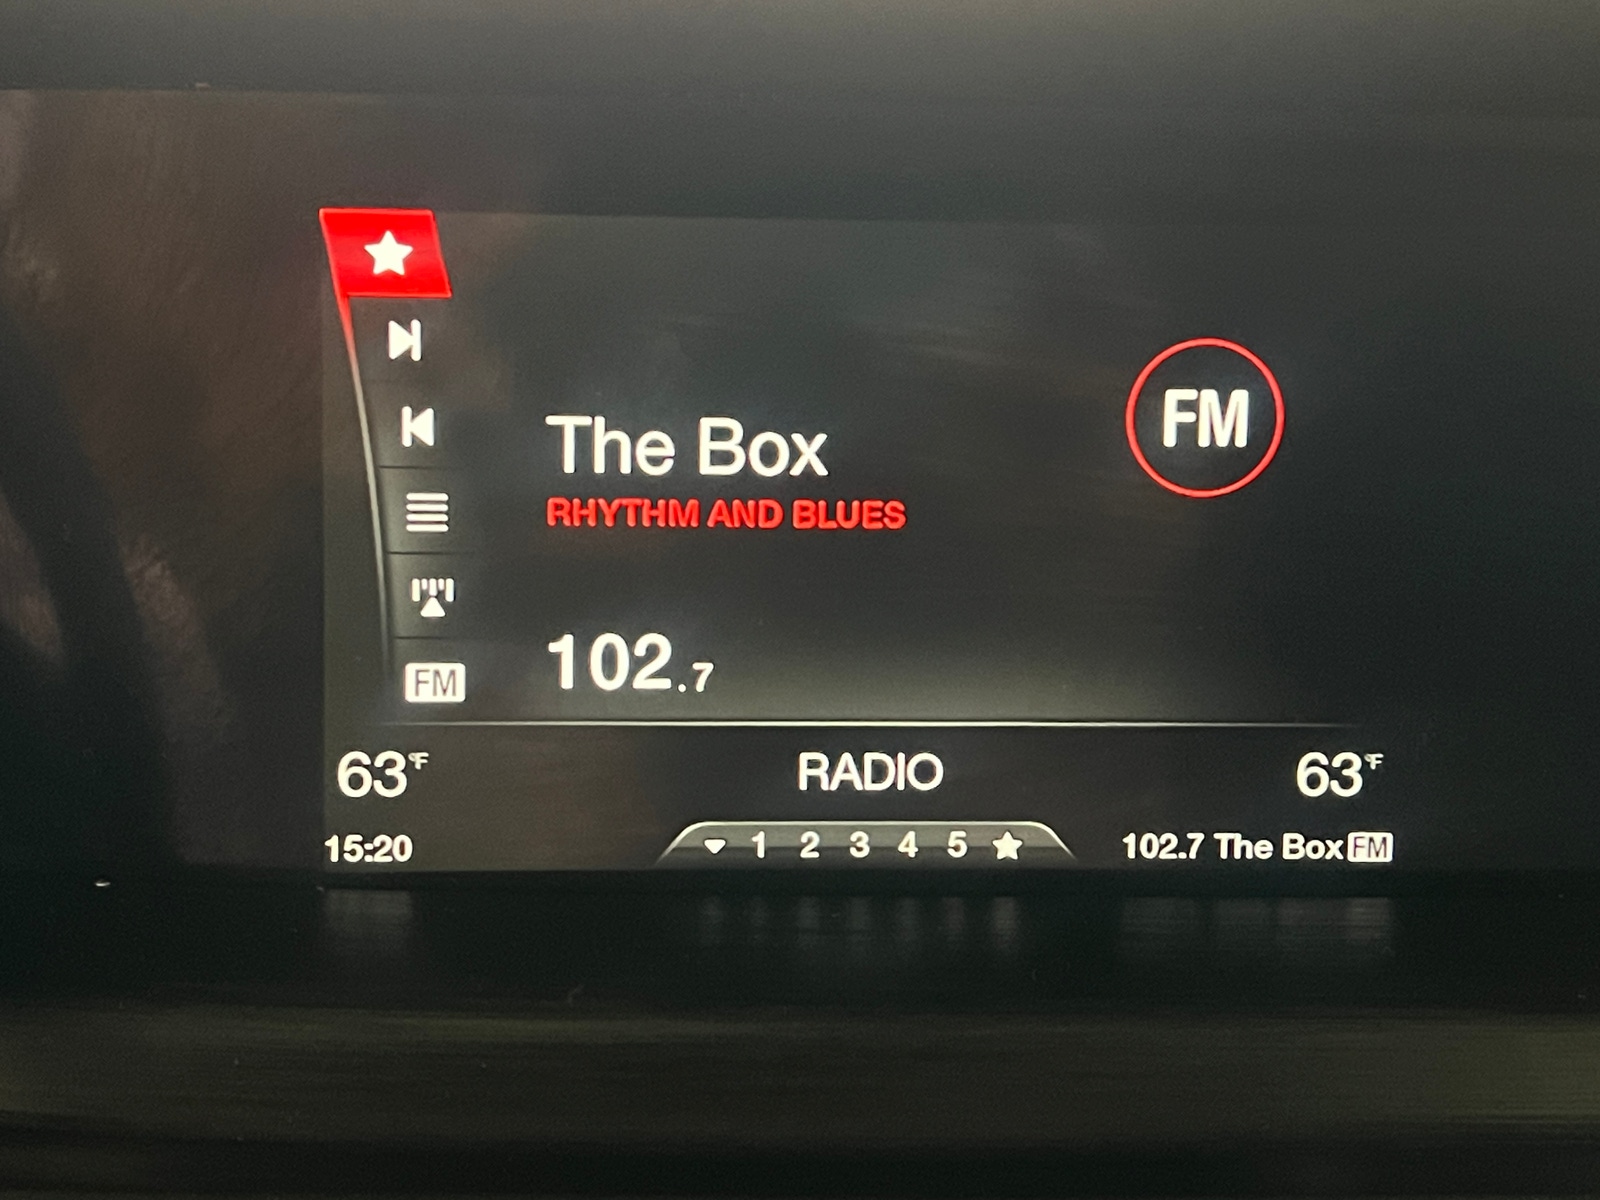 The Box
RHYTHM AND BLUES
FM
102.7
FM
63°F
RADIO
63°F
15:20
1 2 3 4 5
102.7 The Box FM